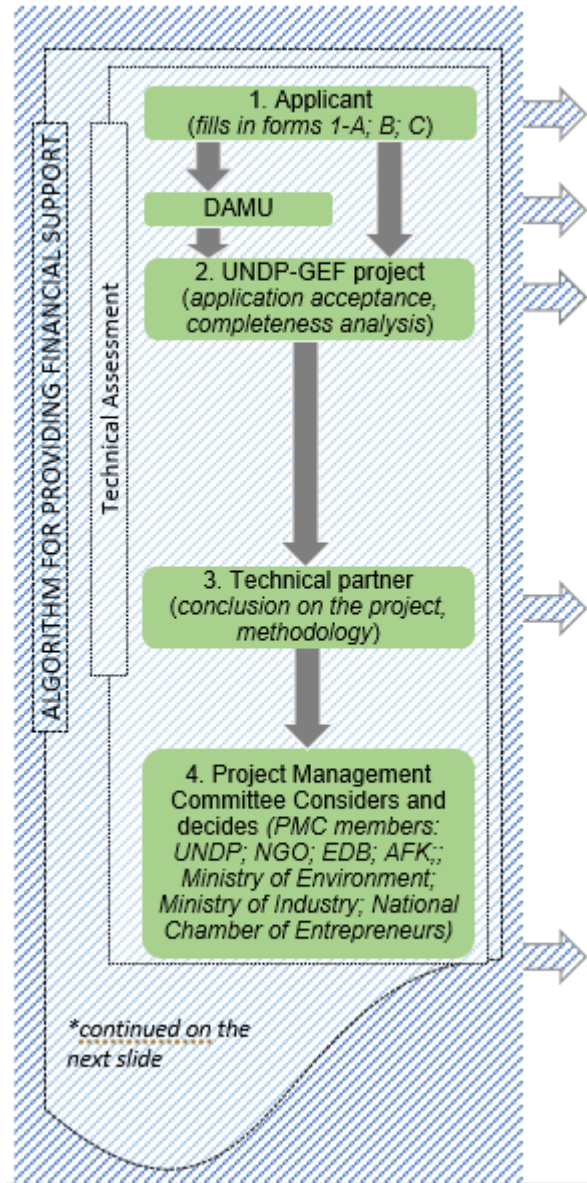 ALGORITHM FOR PROVIDING FINANCIAL SUPPORT
Technical Assessment
1. Applicant
(fills in forms 1-A; B; C)
DAMU
2. UNDP-GEF project
(application acceptance,
completeness analysis)
3. Technical partner
(conclusion on the project,
methodology)
4. Project Management
Committee Considers and
decides (PMC members:
UNDP; NGO; EDB; AFK;;
Ministry of Environment;
Ministry of Industry; National
Chamber of Entrepreneurs)
*continued on the
next slide